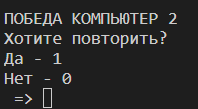 ПОБЕДА КОМПЬЮТЕР 2
Хотите повторить?
Да - 1
Нет - 0
=>